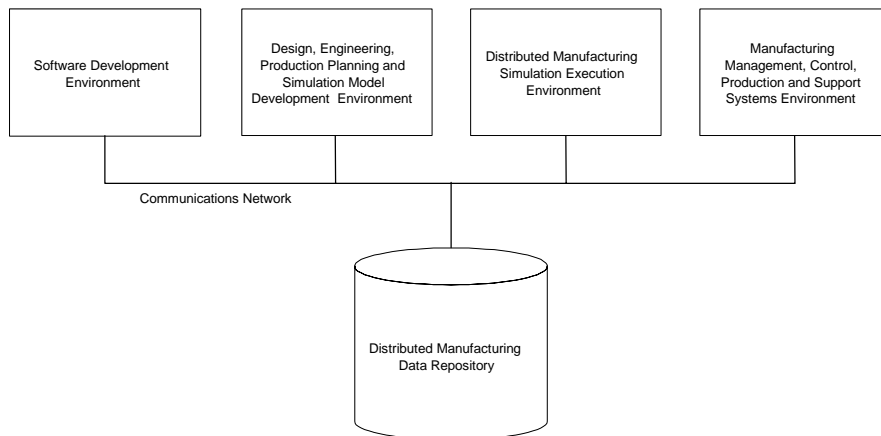 Software Development
Environment
Design, Engineering,
Production Planning and
Simulation Model
Development Environment
Distributed Manufacturing
Simulation Execution
Environment
Manufacturing
Management, Control,
Production and Support
Systems Environment
Communications Network
Distributed Manufacturing
Data Repository